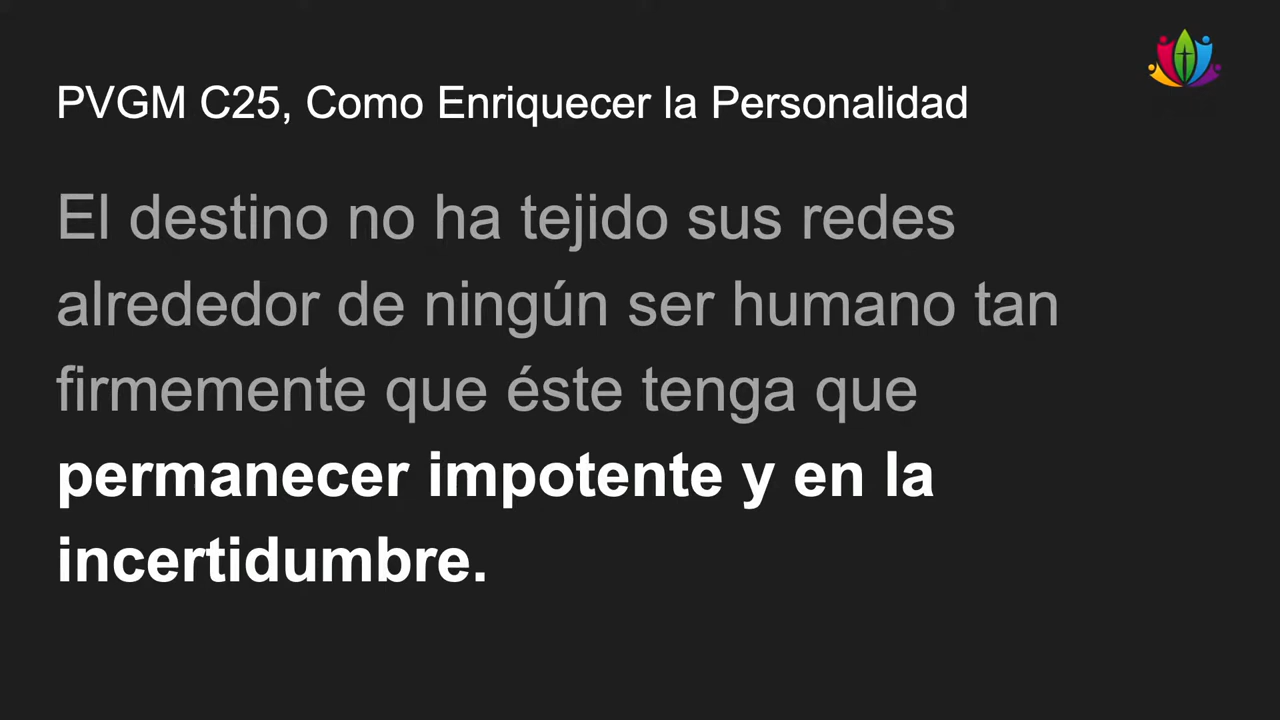 PVGM C25, Como Enriquecer la Personalidad
El destino no ha tejido sus redes
alrededor de ningún ser humano tan
firmemente que éste tenga que
permanecer impotente y en la
incertidumbre.